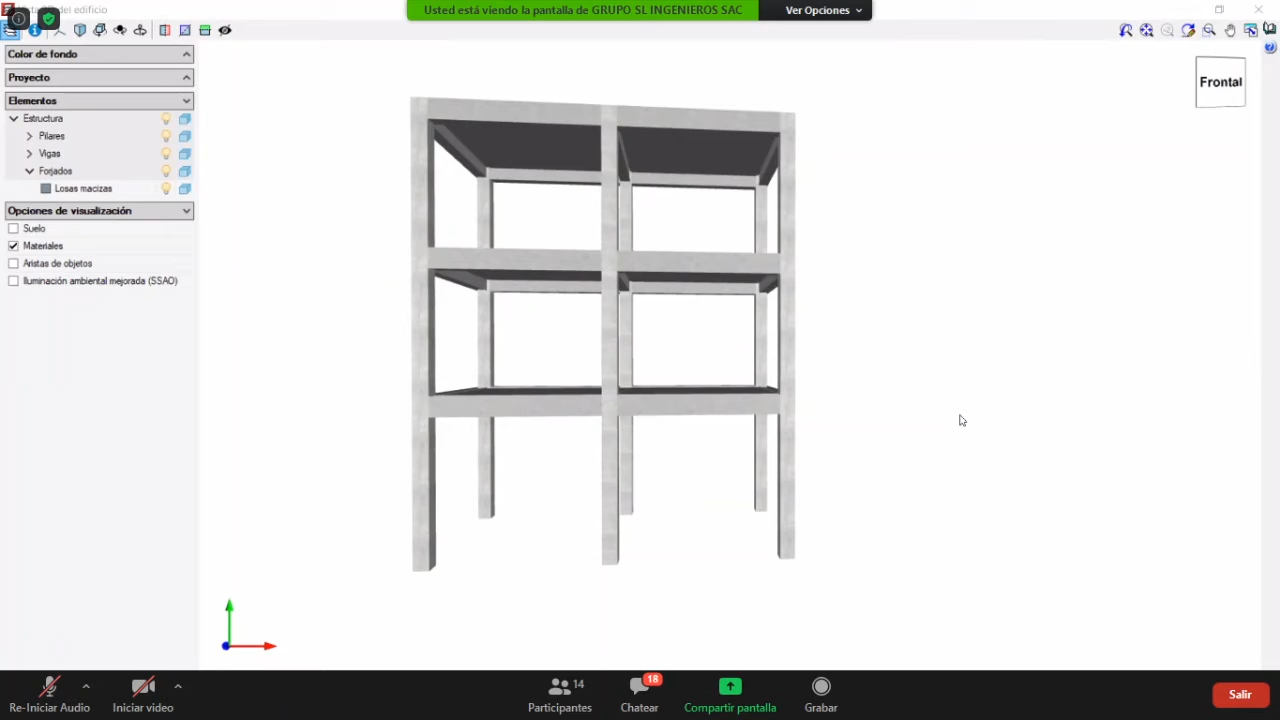 del edificio
Usted está viendo la pantalla de GRUPO SL INGENIEROS SAC
Ver Opciones
Color de fondo
Proyecto
Elementos
Estructura
Pilares
Vigas
Forjados
Losas macizas
Opciones de visualización
Suelo
Materiales
Aristas de objetos
Iluminación ambiental mejorada (SSAO)
Frontal
Re-Iniciar Audio
Iniciar video
14
Participantes
18
Chatear
Compartir pantalla
Grabar
Salir